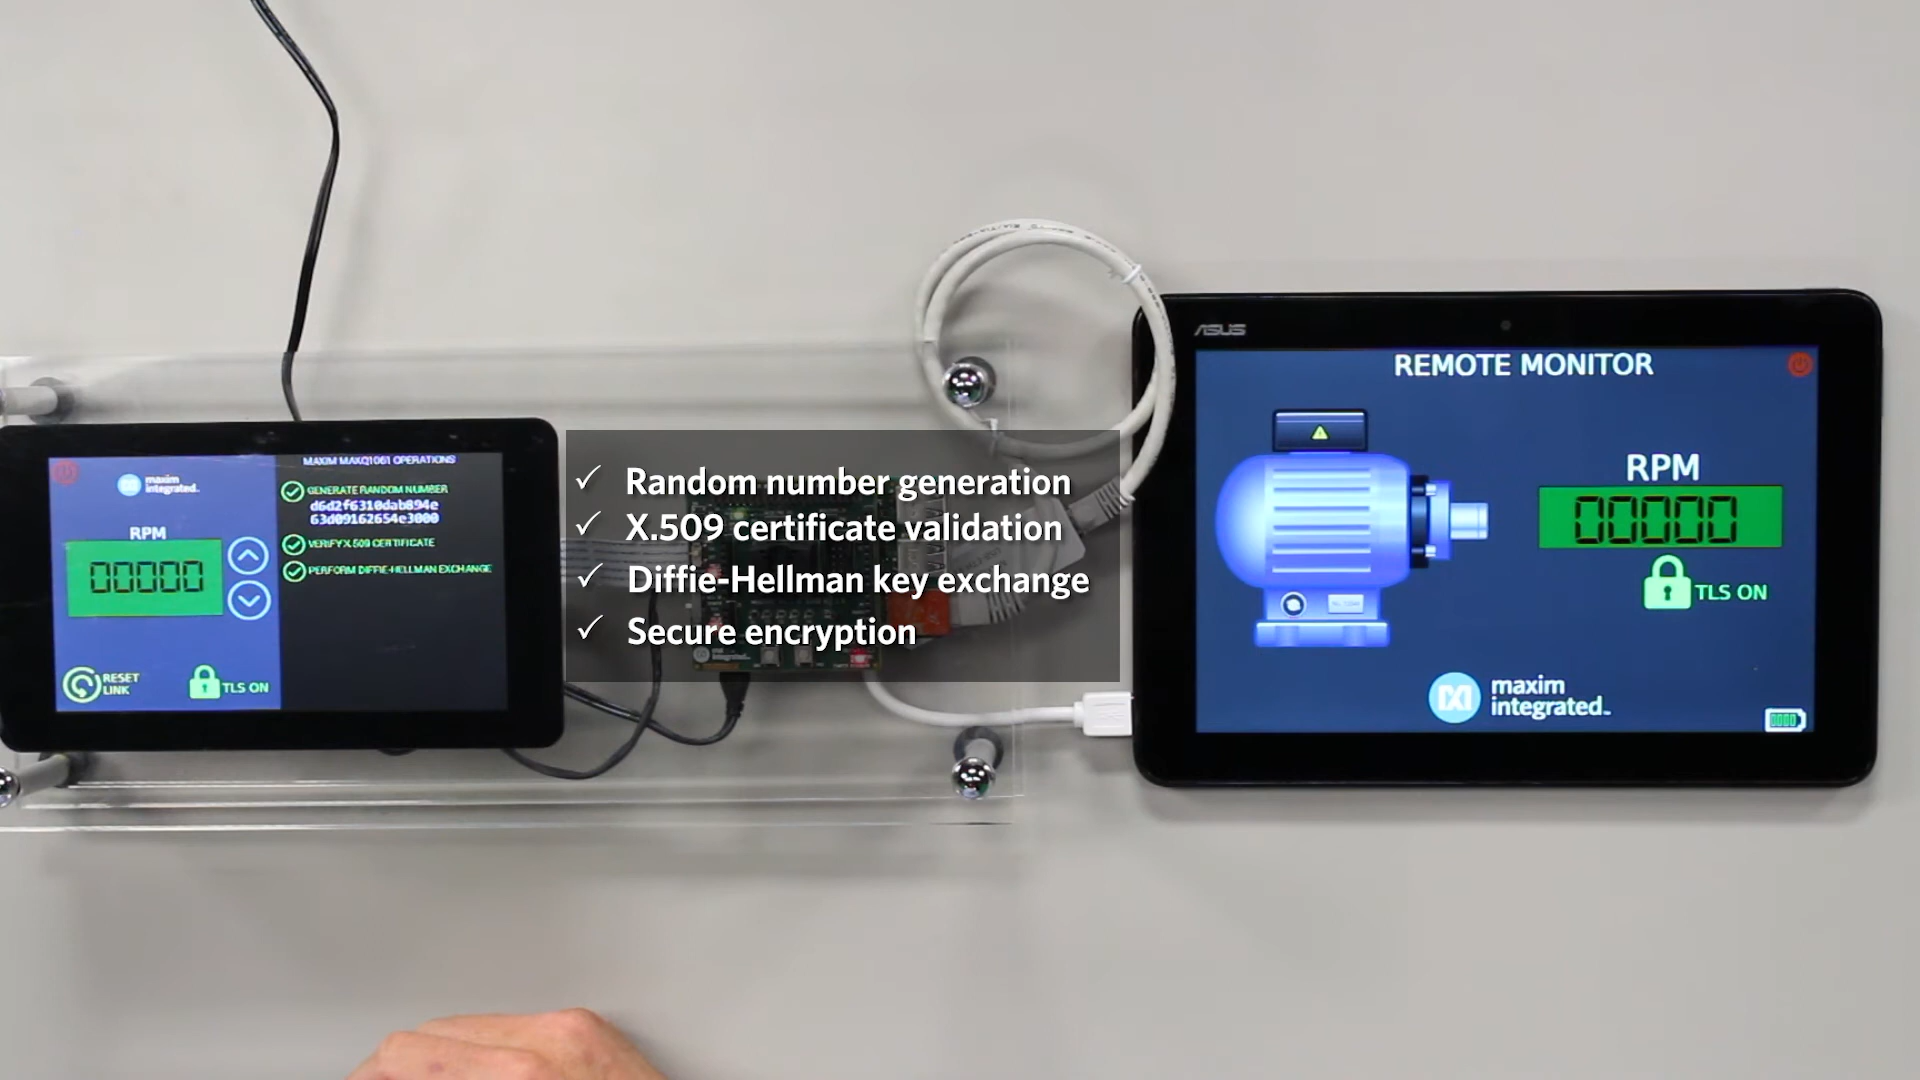 MAXIM MAXQ1061 OPERATIONS
maxim
integrated.
GENERATE RANDOM NUMBER
d6d2f6310dab894e
63d09162654e3000
RPM
VERIFY X.509 CERTIFICATE
PERFORM DIFFIE-HELLMAN EXCHANGE
00000
RESET
LINK
TLS ON
Random number generation
X.509 certificate validation
Diffie-Hellman key exchange
Secure encryption
integrated.
ASUS
REMOTE MONITOR
RPM
00000
TLS ON
maxim
integrated.